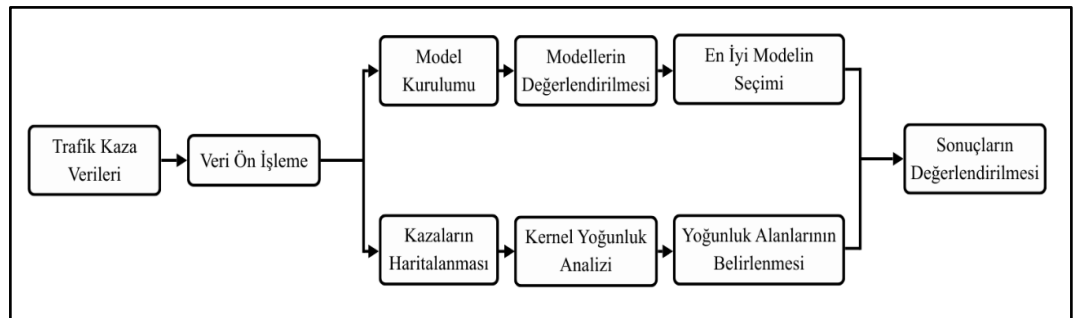 Trafik Kaza
Verileri
Veri Ön İşleme
Model
Kurulumu
Modellerin
Değerlendirilmesi
En İyi Modelin
Seçimi
Kazaların
Haritalanması
Kernel Yoğunluk
Analizi
Yoğunluk Alanlarının
Belirlenmesi
Sonuçların
Değerlendirilmesi